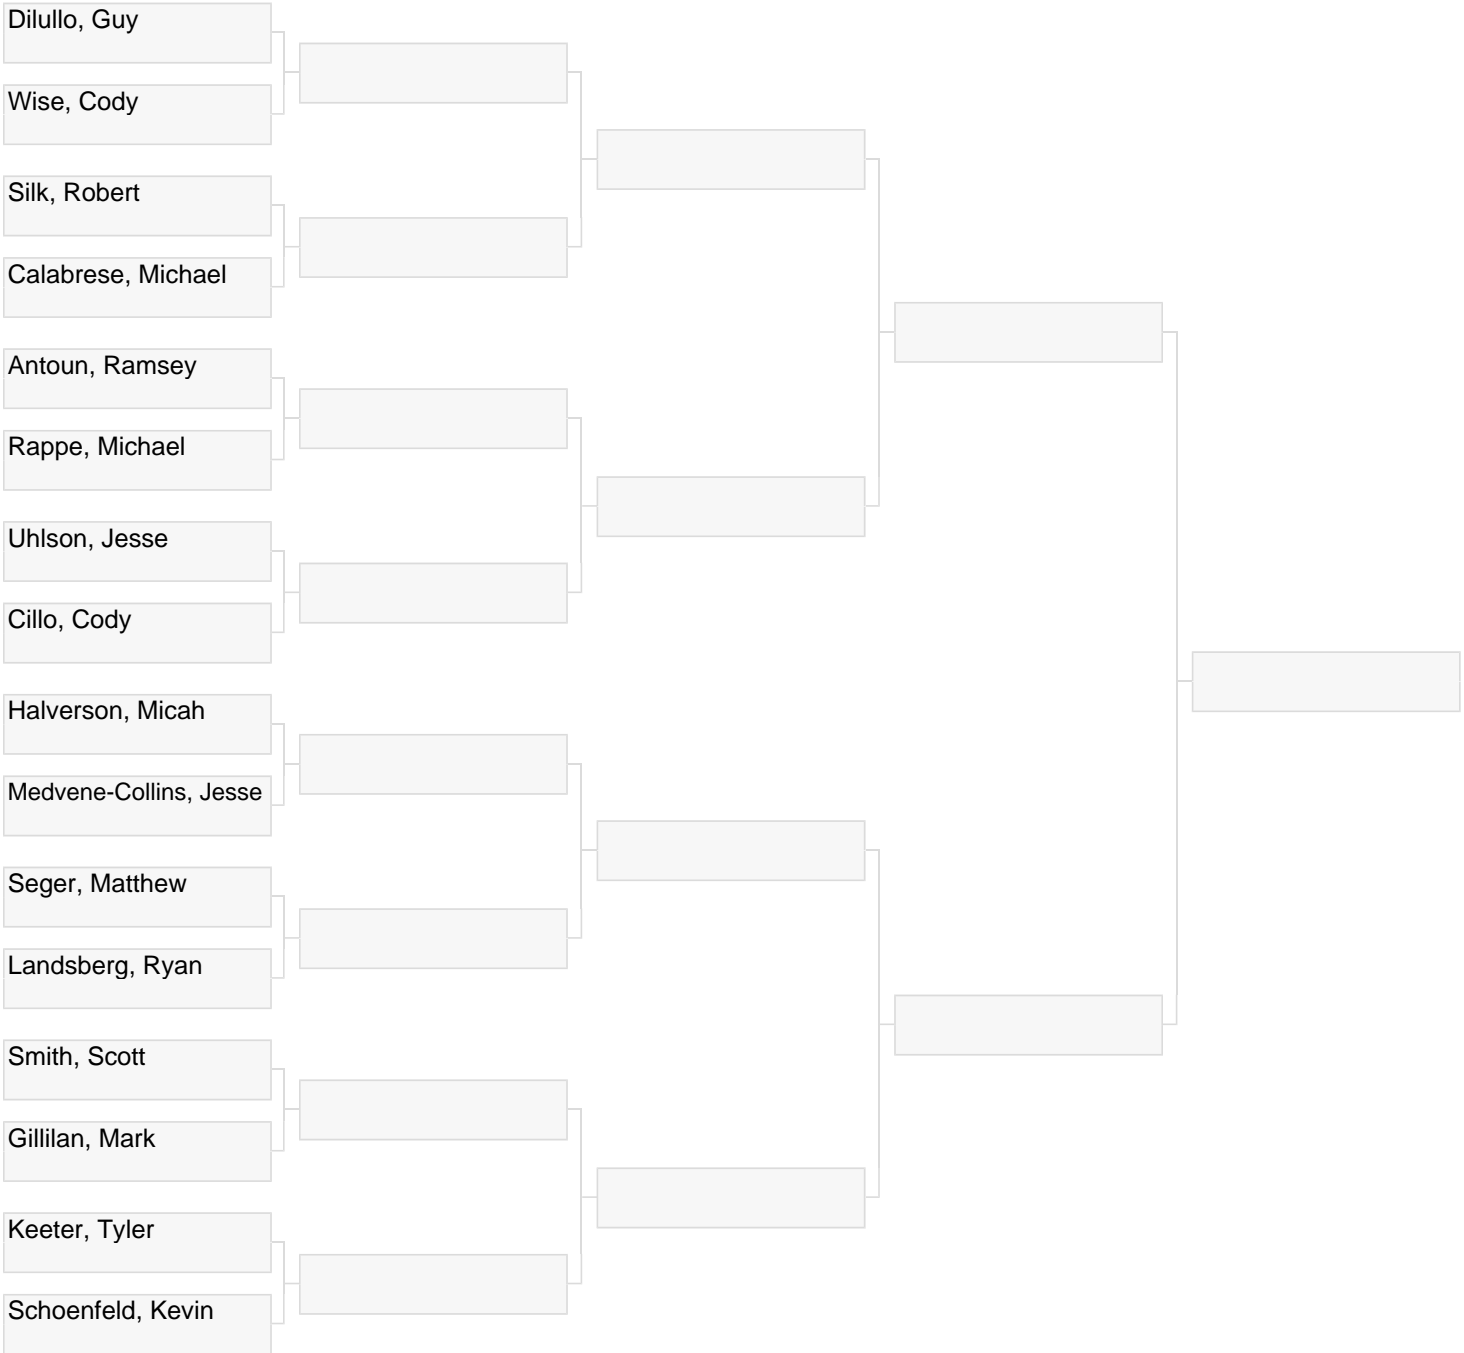 Dilullo, Guy
Wise, Cody
Silk, Robert
Calabrese, Michael
Antoun, Ramsey
Rappe, Michael
Uhlson, Jesse
Cillo, Cody
Halverson, Micah
Medvene-Collins, Jesse
Seger, Matthew
Landsberg, Ryan
Smith, Scott
Gillilan, Mark
Keeter, Tyler
Schoenfeld, Kevin